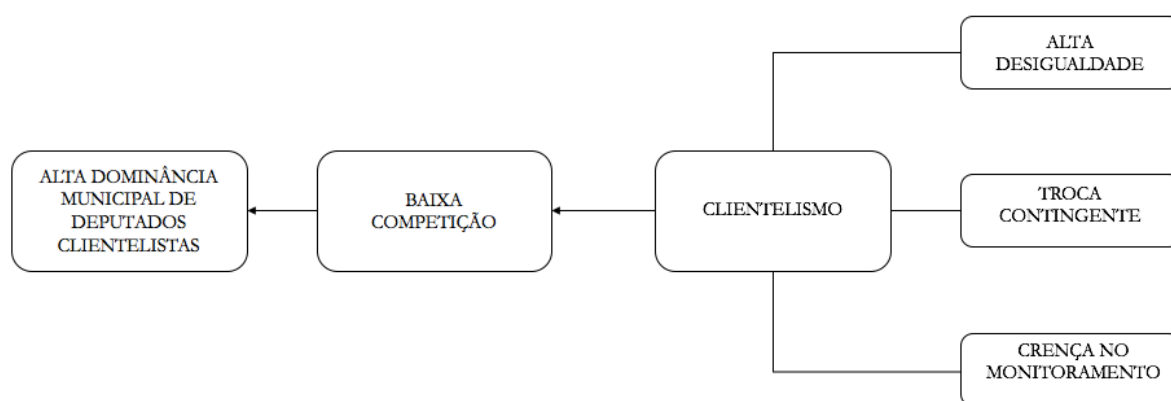 ALTA DOMINÂNCIA
MUNICIPAL DE
DEPUTADOS
CLIENTELISTAS
BAIXA
COMPETIÇÃO
CLIENTELISMO
ALTA
DESIGUALDADE
TROCA
CONTINGENTE
CRENÇA NO
MONITORAMENTO